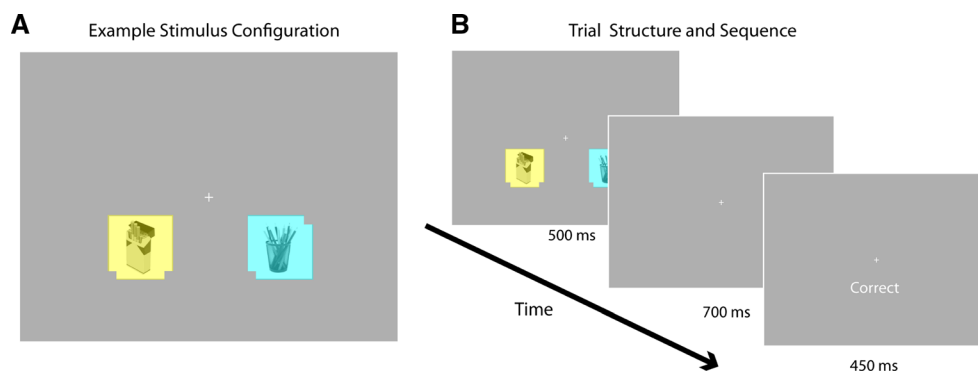 A
Example Stimulus Configuration
B
Trial Structure and Sequence
500 ms
700 ms
Correct
450 ms
Time